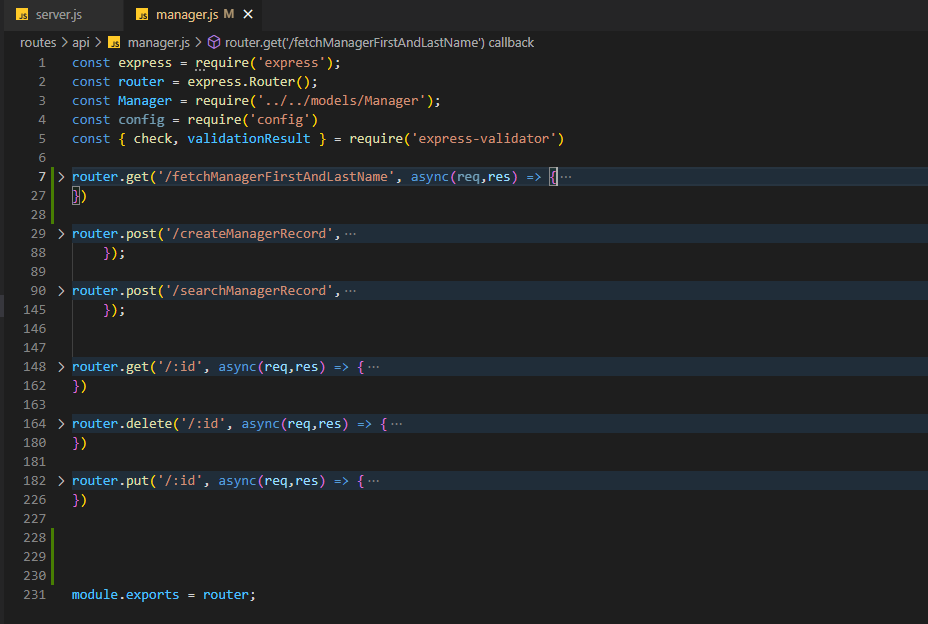 JS server.js JS manager.js M ×
routes > api > JS manager.js > router.get('/fetchManagerFirstAndLastName') callback
1 const express = require('express');
2 const router = express.Router();
3 const Manager = require('../../models/Manager');
4 const config = require('config')
5 const { check, validationResult } = require('express-validator')
6
7 > router.get('/fetchManagerFirstAndLastName', async(req,res) => { ···
27 })
28
29 > router.post('/createManagerRecord', ···
88 });
89
90 > router.post('/searchManagerRecord', ···
145 });
146
147
148 > router.get('/:id', async(req,res) => { ···
162 })
163
164 > router.delete('/:id', async(req,res) => { ···
180 })
181
182 > router.put('/:id', async(req,res) => { ···
226 })
227
228
229
230
231 module.exports = router;